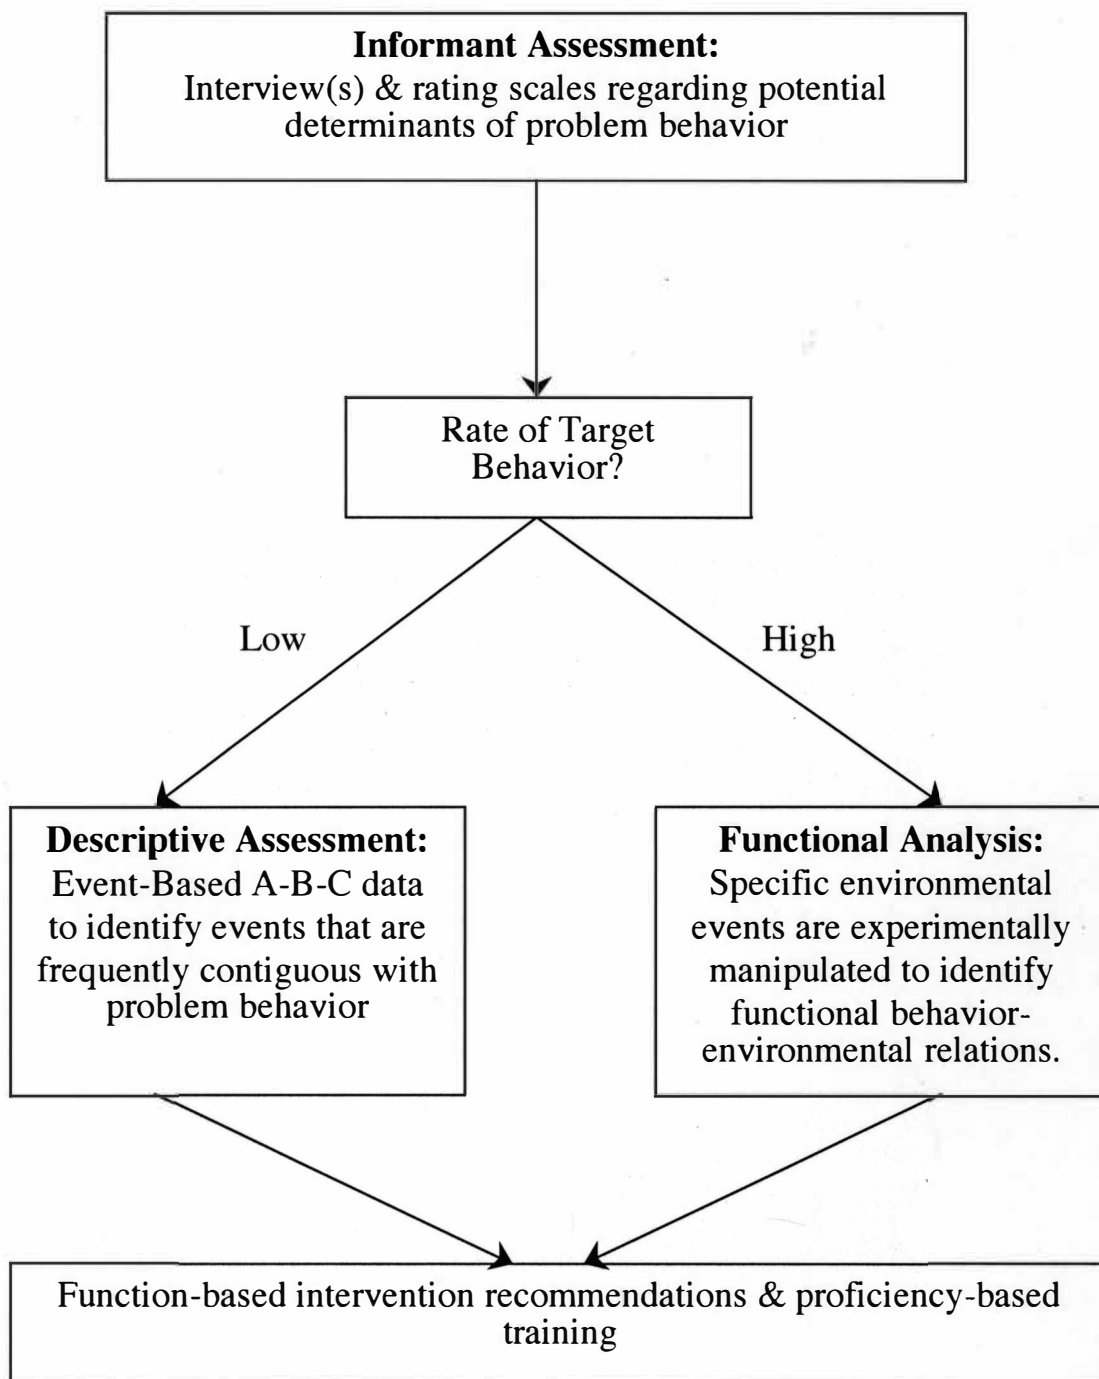 Informant Assessment:
Interview(s) & rating scales regarding potential
determinants of problem behavior
Rate of Target
Behavior?
Low
High
Descriptive Assessment:
Event-Based A-B-C data
to identify events that are
frequently contiguous with
problem behavior
Functional Analysis:
Specific environmental
events are experimentally
manipulated to identify
functional behavior-
environmental relations.
Function-based intervention recommendations & proficiency-based
training